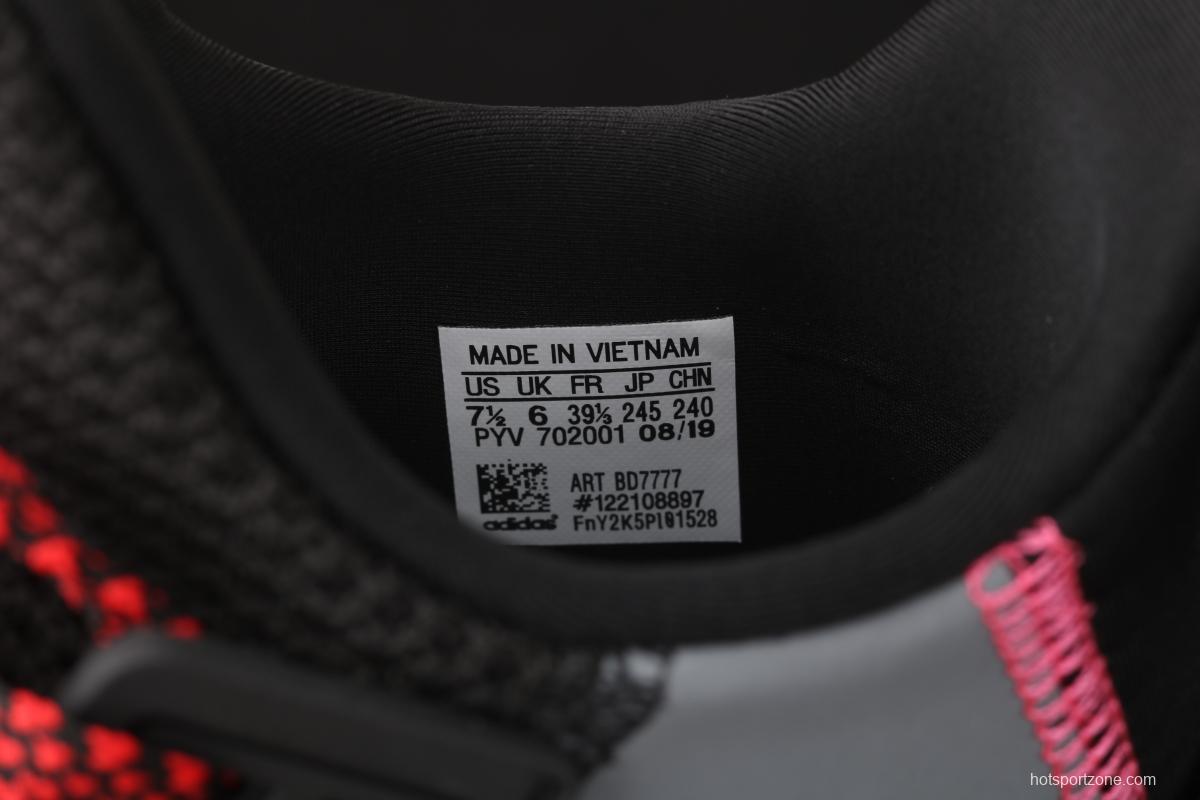 MADE IN VIETNAM
US UK FR JP CHN
7½ 6 39⅓ 245 240
PYV 702001 08/19
ART BD7777
#122108897
adidas FnY2K5Pl01528
hotsportzone.com